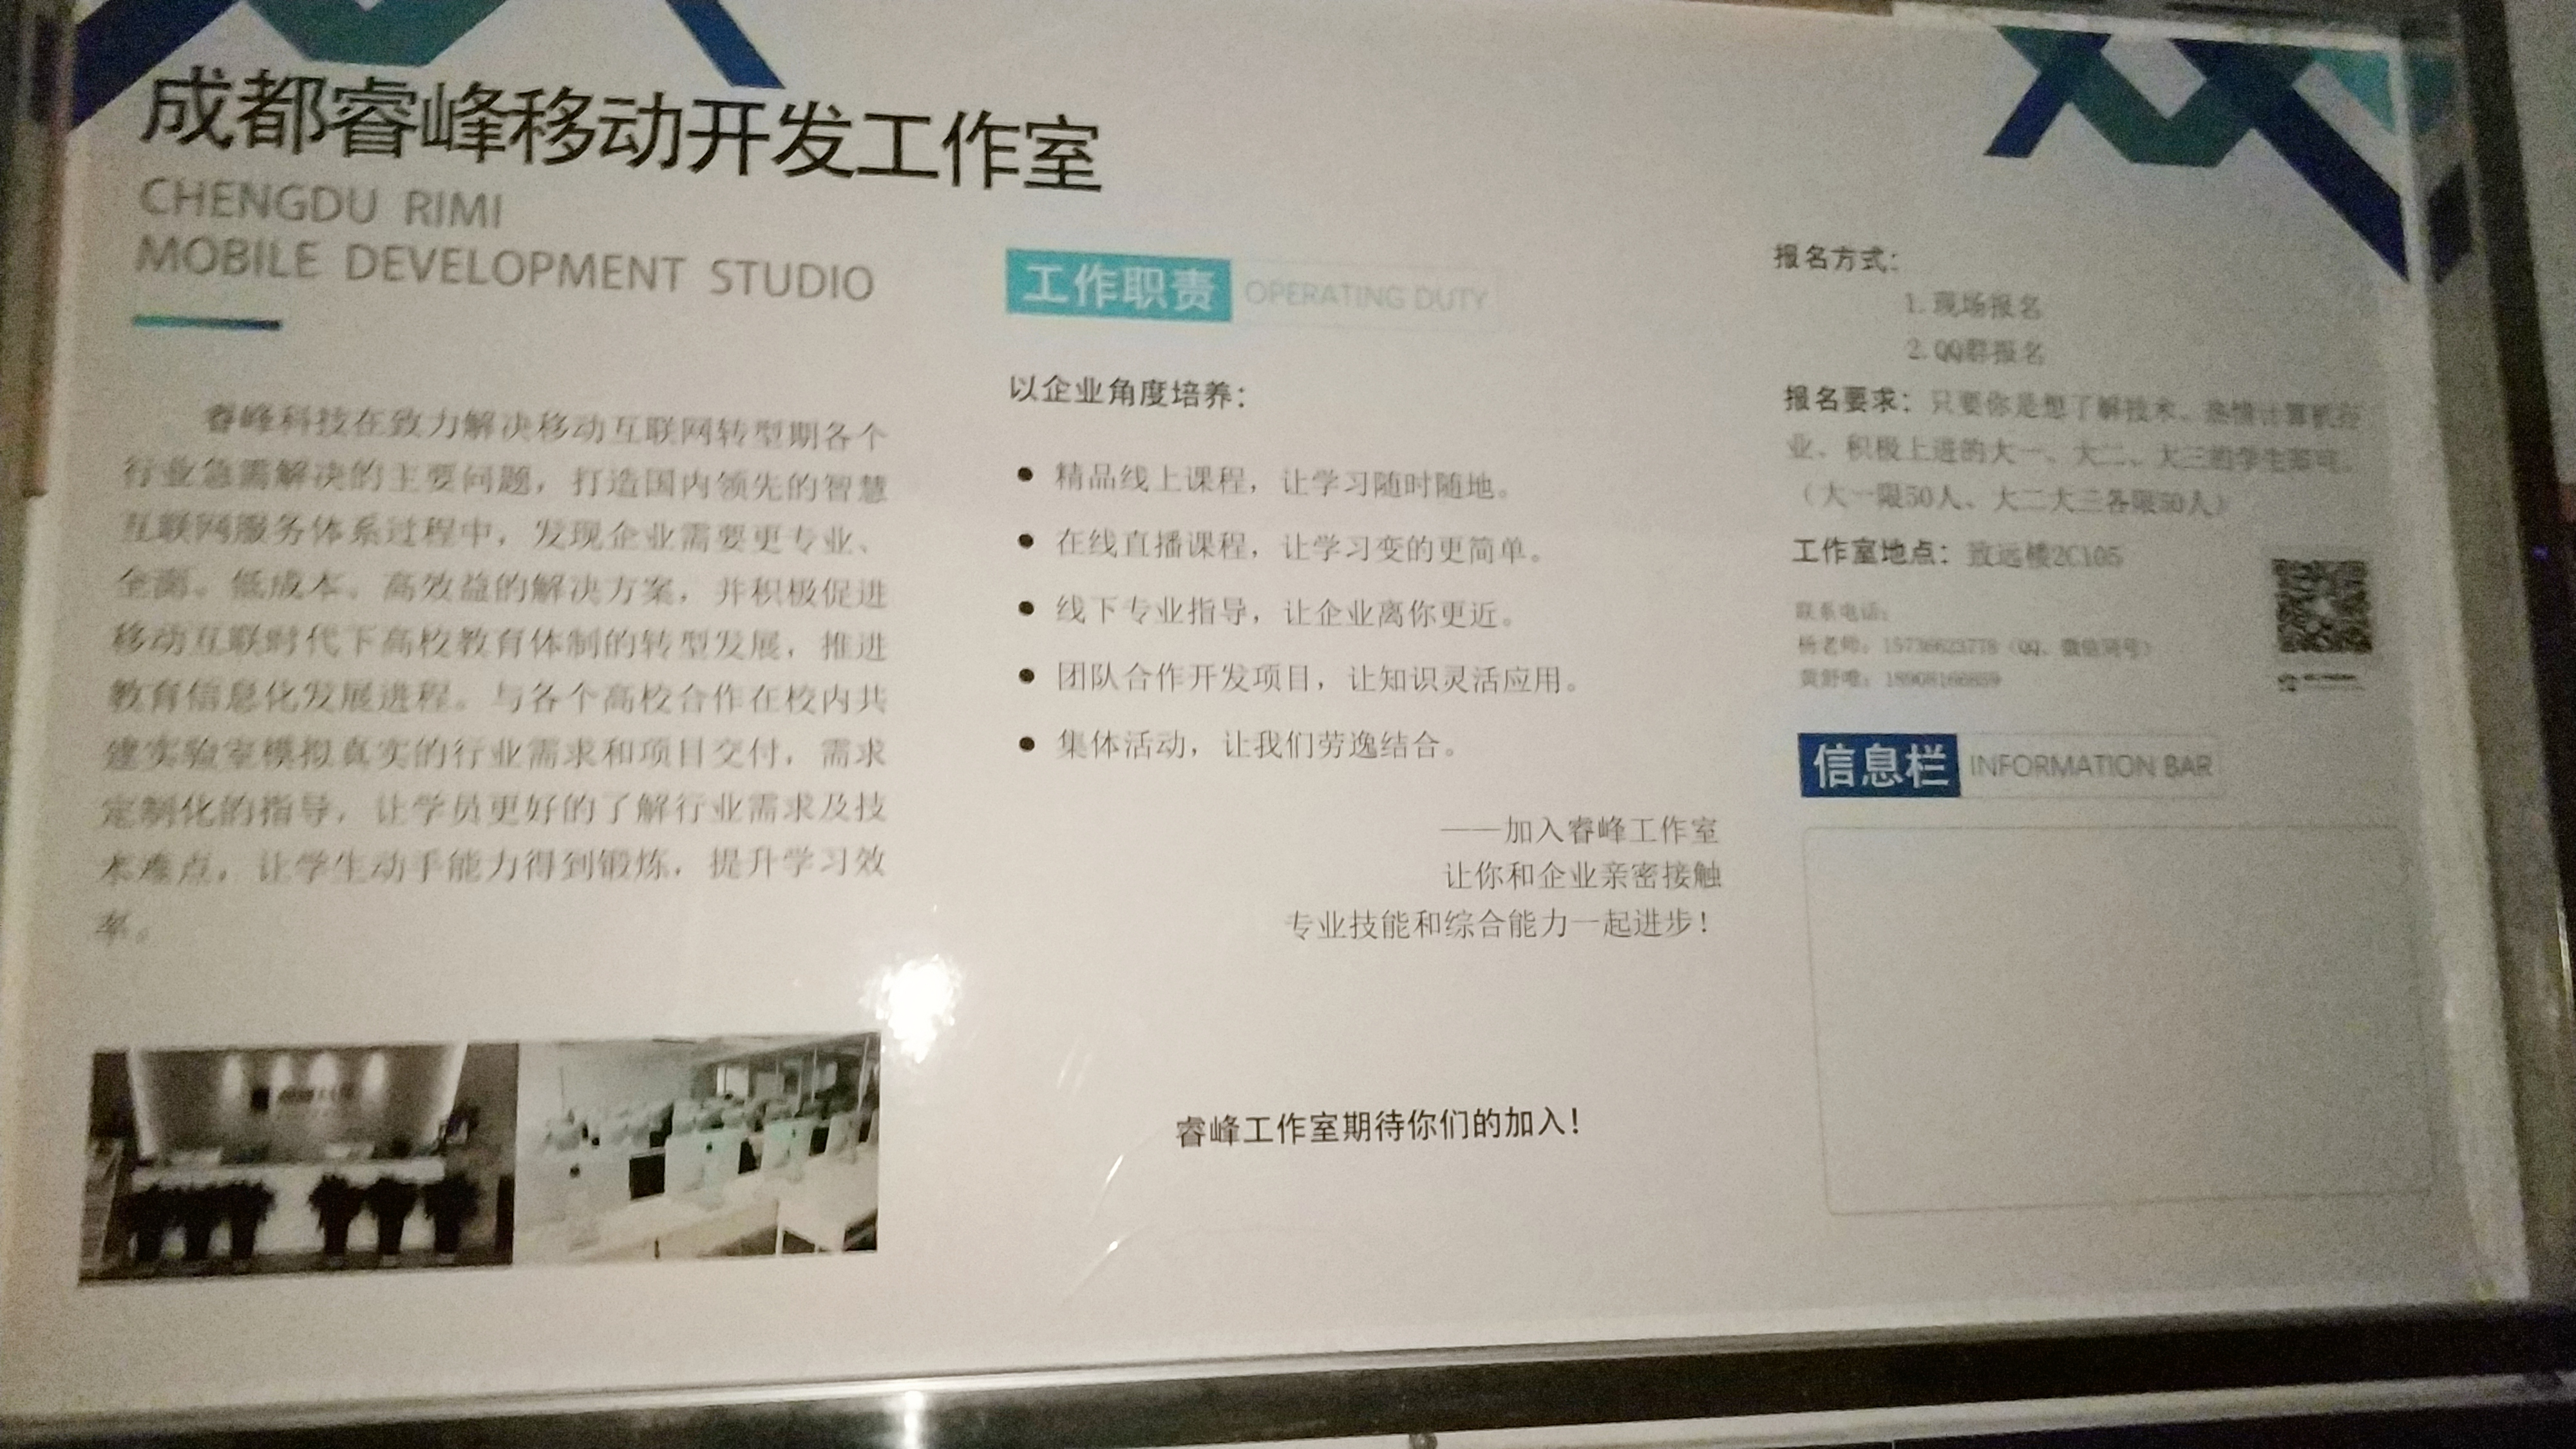 成都睿峰移动开发工作室
CHENGDU RIMI
MOBILE DEVELOPMENT STUDIO
睿峰科技在致力解决移动互联网转型期各个
行业急需解决的主要问题，打造国内领先的智慧
互联网服务体系过程中，发现企业需要更专业、
全面、低成本、高效益的解决方案，并积极促进
移动互联时代下高校教育体制的转型发展，推进
教育信息化发展进程。与各个高校合作在校内共
建实验室模拟真实的行业需求和项目交付，需求
定制化的指导，让学员更好的了解行业需求及技
术难点，让学生动手能力得到锻炼，提升学习效
率。
工作职责 OPERATING DUTY
以企业角度培养：
● 精品线上课程，让学习随时随地。
● 在线直播课程，让学习变的更简单。
● 线下专业指导，让企业离你更近。
● 团队合作开发项目，让知识灵活应用。
● 集体活动，让我们劳逸结合。
——加入睿峰工作室
让你和企业亲密接触
专业技能和综合能力一起进步！
睿峰工作室期待你们的加入！
报名方式：
1.现场报名
2.QQ群报名
报名要求：只要你是想了解技术、热情计算机行
业、积极上进的大一、大二、大三的学生都可。
（大一限50人、大二大三各限30人）
工作室地点：致远楼2C105
联系电话：
杨老师：15736623778（QQ、微信同号）
信息栏 INFORMATION BAR